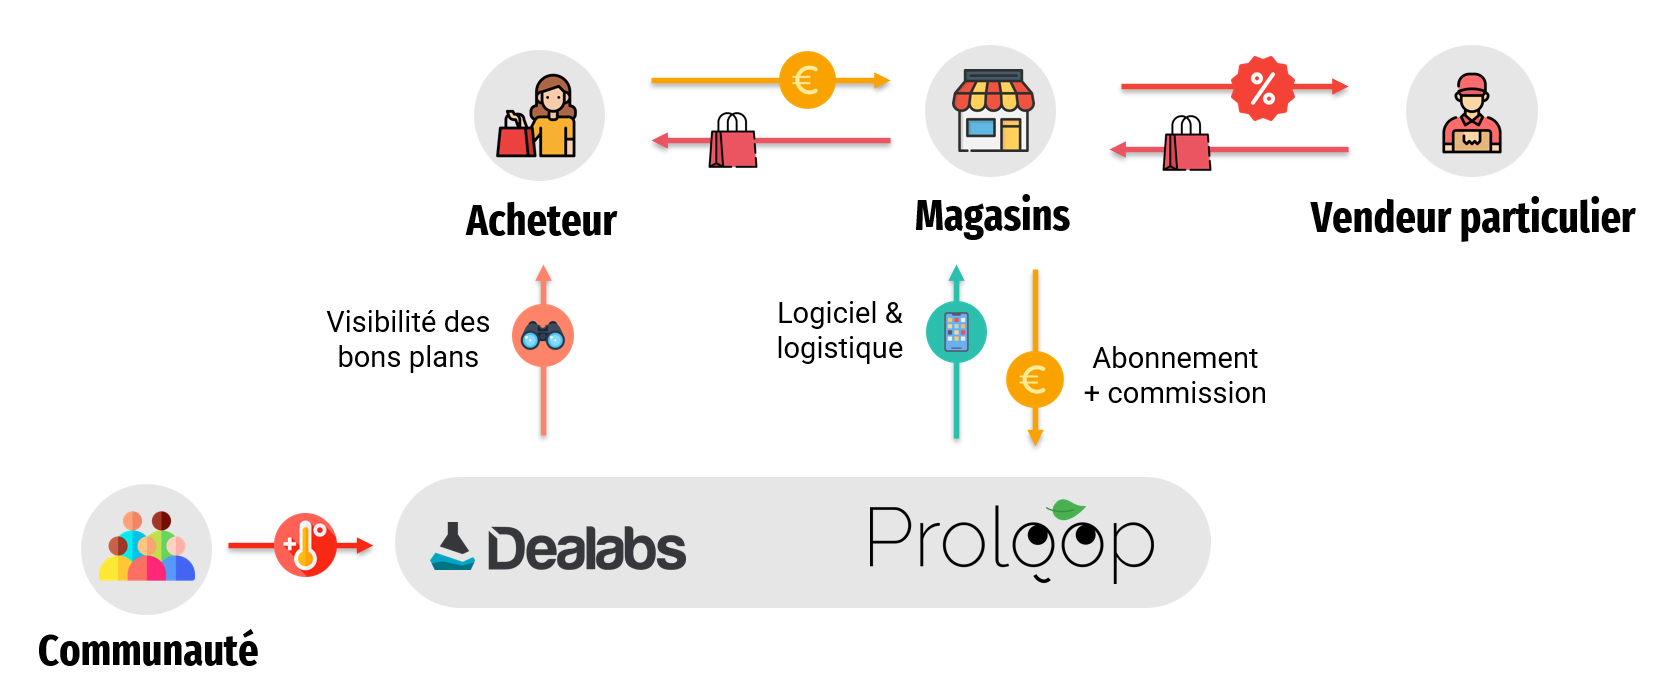 €
%
Acheteur
Magasins
Vendeur particulier
Visibilité des
bons plans
Logiciel &
logistique
€
Abonnement
+ commission
Dealabs
Proloop
Communauté